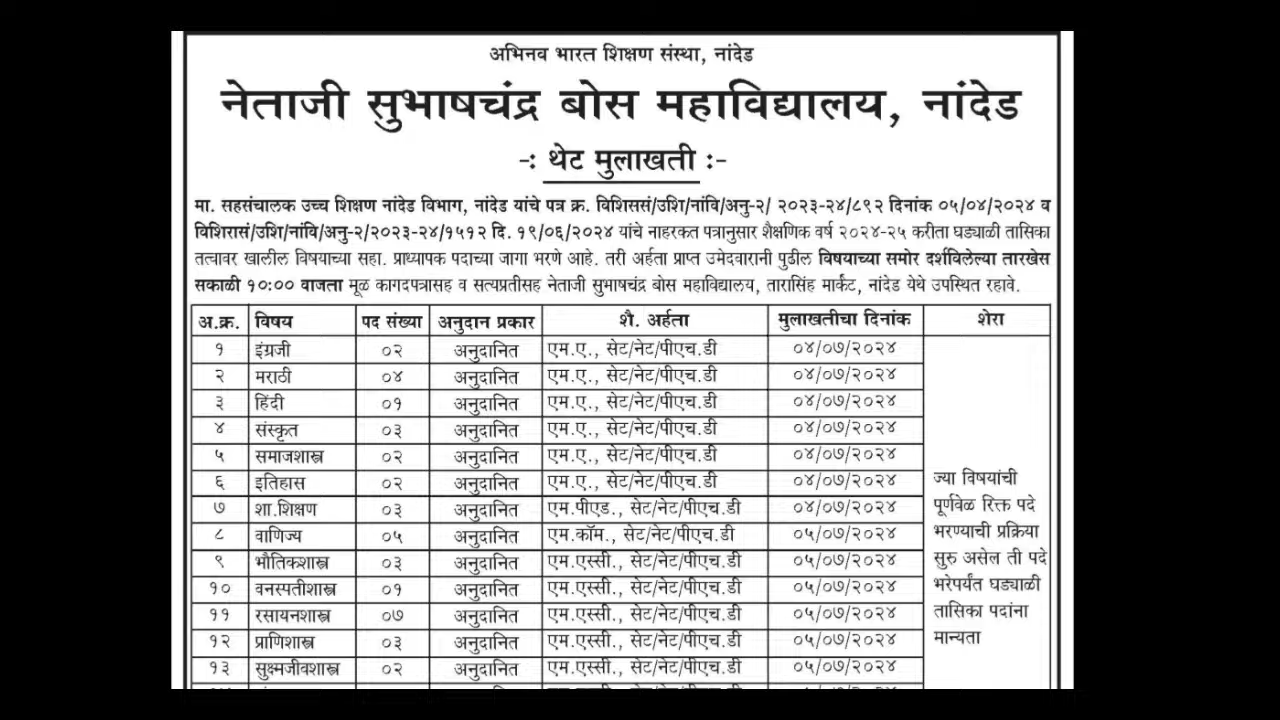 अभिनव भारत शिक्षण संस्था, नांदेड
नेताजी सुभाषचंद्र बोस महाविद्यालय, नांदेड
-: थेट मुलाखती :-
मा. सहसंचालक उच्च शिक्षण नांदेड विभाग, नांदेड यांचे पत्र क्र. विशिससं/उशि/नांवि/अनु-२/ २०२३-२४/८९२ दिनांक ०५/०४/२०२४ व
विशिरासं/उशि/नांवि/अनु-२/२०२३-२४/१५१२ दि. १९/०६/२०२४ यांचे नाहरकत पत्रानुसार शैक्षणिक वर्ष २०२४-२५ करीता घड्याळी तासिका
तत्वावर खालील विषयाच्या सहा. प्राध्यापक पदाच्या जागा भरणे आहे. तरी अर्हता प्राप्त उमेदवारानी पुढील विषयाच्या समोर दर्शविलेल्या तारखेस
सकाळी १०:०० वाजता मूळ कागदपत्रासह व सत्यप्रतीसह नेताजी सुभाषचंद्र बोस महाविद्यालय, तारासिंह मार्केट, नांदेड येथे उपस्थित रहावे.
अ.क्र. विषय पद संख्या अनुदान प्रकार शै. अर्हता मुलाखतीचा दिनांक शेरा
१ इंग्रजी ०२ अनुदानित एम.ए., सेट/नेट/पीएच.डी ०४/०७/२०२४
२ मराठी ०४ अनुदानित एम.ए., सेट/नेट/पीएच.डी ०४/०७/२०२४
३ हिंदी ०१ अनुदानित एम.ए., सेट/नेट/पीएच.डी ०४/०७/२०२४
४ संस्कृत ०३ अनुदानित एम.ए., सेट/नेट/पीएच.डी ०४/०७/२०२४
५ समाजशास्त्र ०२ अनुदानित एम.ए., सेट/नेट/पीएच.डी ०४/०७/२०२४
६ इतिहास ०२ अनुदानित एम.ए., सेट/नेट/पीएच.डी ०४/०७/२०२४
७ शा.शिक्षण ०३ अनुदानित एम.पीएड., सेट/नेट/पीएच.डी ०४/०७/२०२४
८ वाणिज्य ०५ अनुदानित एम.कॉम., सेट/नेट/पीएच.डी ०५/०७/२०२४
९ भौतिकशास्त्र ०३ अनुदानित एम.एस्सी., सेट/नेट/पीएच.डी ०५/०७/२०२४
१० वनस्पतीशास्त्र ०१ अनुदानित एम.एस्सी., सेट/नेट/पीएच.डी ०५/०७/२०२४
११ रसायनशास्त्र ०७ अनुदानित एम.एस्सी., सेट/नेट/पीएच.डी ०५/०७/२०२४
१२ प्राणिशास्त्र ०३ अनुदानित एम.एस्सी., सेट/नेट/पीएच.डी ०५/०७/२०२४
१३ सुक्ष्मजीवशास्त्र ०२ अनुदानित एम.एस्सी., सेट/नेट/पीएच.डी ०५/०७/२०२४
ज्या विषयांची
पूर्णवेळ रिक्त पदे
भरण्याची प्रक्रिया
सुरु असेल ती पदे
भरेपर्यंत घड्याळी
तासिका पदांना
मान्यता